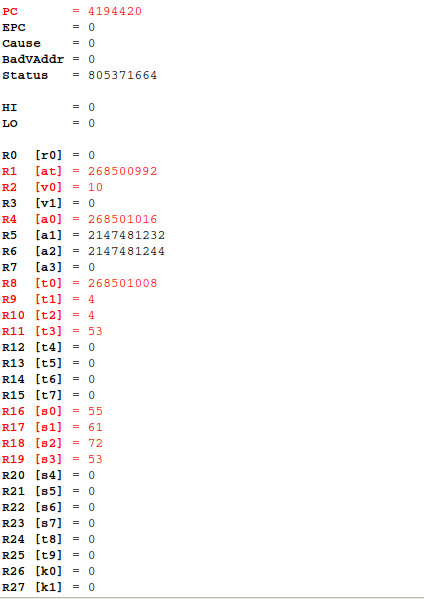 PC       = 4194420
EPC      = 0
Cause    = 0
BadVAddr = 0
Status   = 805371664
HI       = 0
LO       = 0
R0  [r0] = 0
R1  [at] = 268500992
R2  [v0] = 10
R3  [v1] = 0
R4  [a0] = 268501016
R5  [a1] = 2147481232
R6  [a2] = 2147481244
R7  [a3] = 0
R8  [t0] = 268501008
R9  [t1] = 4
R10 [t2] = 4
R11 [t3] = 53
R12 [t4] = 0
R13 [t5] = 0
R14 [t6] = 0
R15 [t7] = 0
R16 [s0] = 55
R17 [s1] = 61
R18 [s2] = 72
R19 [s3] = 53
R20 [s4] = 0
R21 [s5] = 0
R22 [s6] = 0
R23 [s7] = 0
R24 [t8] = 0
R25 [t9] = 0
R26 [k0] = 0
R27 [k1] = 0